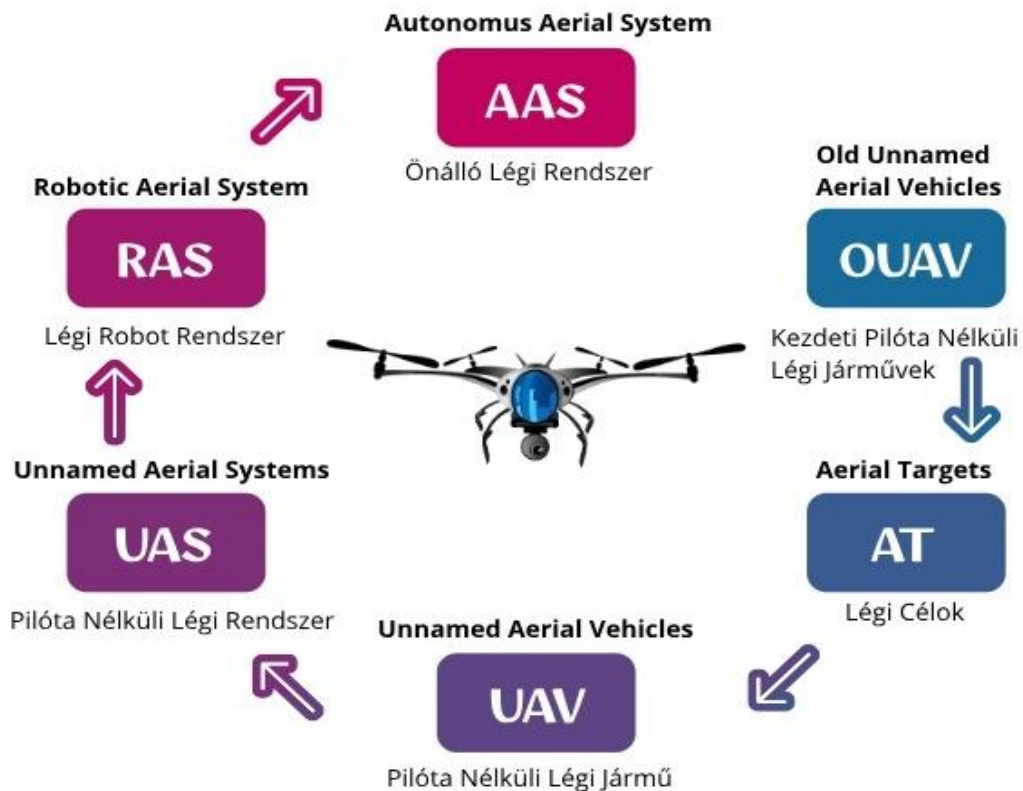 Autonomus Aerial System
AAS
Önálló Légi Rendszer
Old Unnamed
Aerial Vehicles
OUAV
Kezdeti Pilóta Nélküli
Légi Járművek
Robotic Aerial System
RAS
Légi Robot Rendszer
Unnamed Aerial Systems
UAS
Pilóta Nélküli Légi Rendszer
Aerial Targets
AT
Légi Célok
Unnamed Aerial Vehicles
UAV
Pilóta Nélküli Légi Jármű